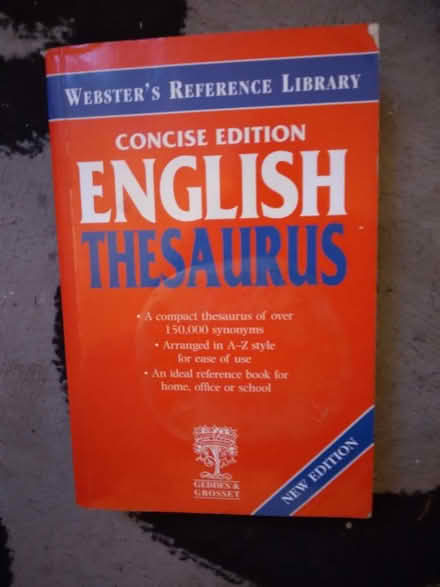 WEBSTER'S REFERENCE LIBRARY
CONCISE EDITION
ENGLISH
THESAURUS
• A compact thesaurus of over
150,000 synonyms
• Arranged in A–Z style
for ease of use
• An ideal reference book for
home, office or school
GEDDES &
GROSSET
NEW EDITION